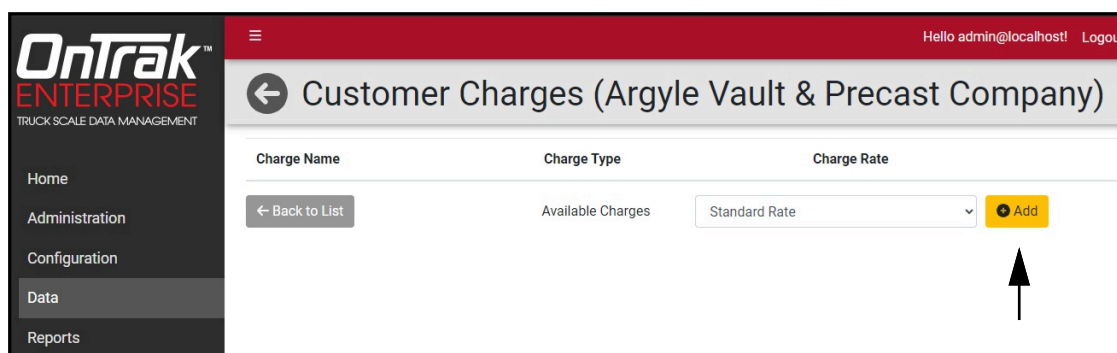 OnTrak™
ENTERPRISE
TRUCK SCALE DATA MANAGEMENT
Home
Administration
Configuration
Data
Reports
Hello admin@localhost! Logou
Customer Charges (Argyle Vault & Precast Company)
Charge Name Charge Type Charge Rate
← Back to List Available Charges Standard Rate Add